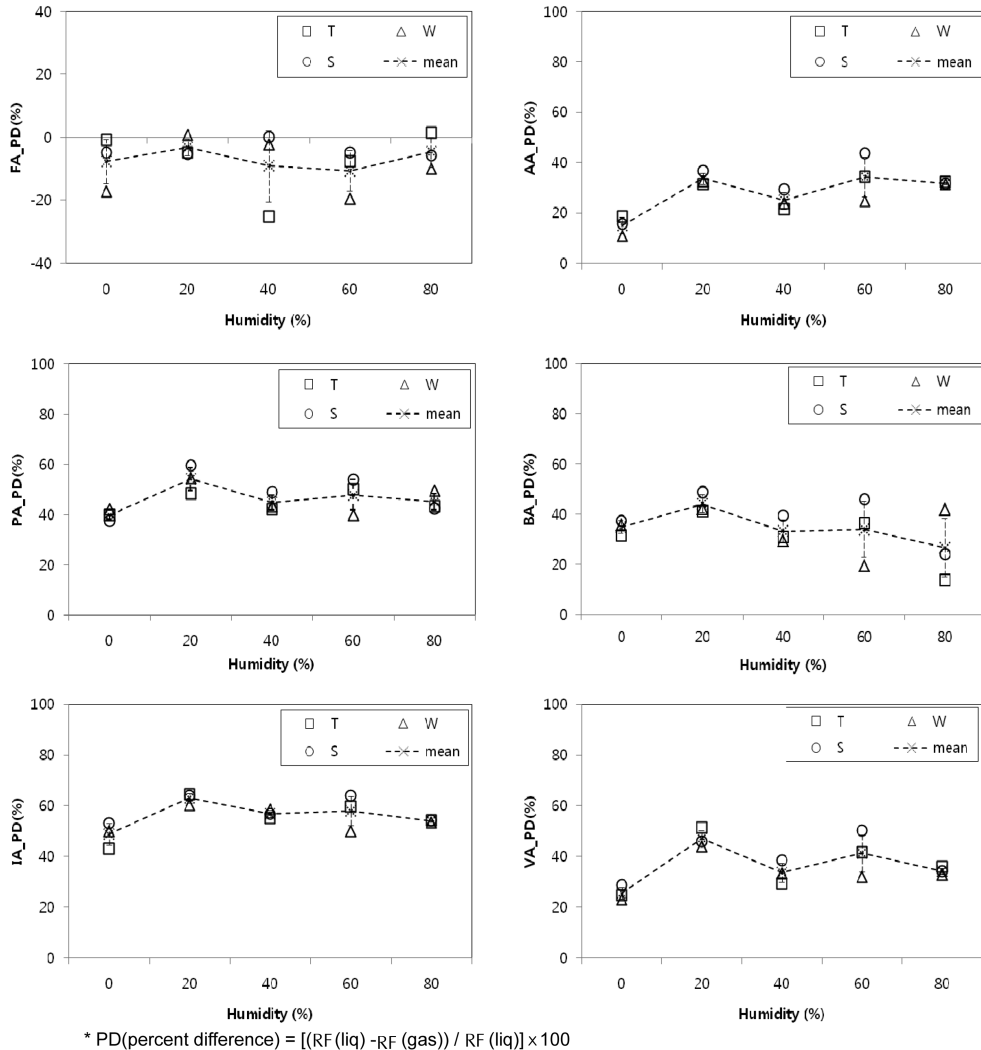 40
20
0
-20
-40
FA_PD(%)
T
W
S
mean
0
20
40
60
80
Humidity (%)
100
80
60
40
20
0
AA_PD(%)
T
W
S
mean
0
20
40
60
80
Humidity (%)
100
80
60
40
20
0
PA_PD(%)
T
W
S
mean
0
20
40
60
80
Humidity (%)
100
80
60
40
20
0
BA_PD(%)
T
W
S
mean
0
20
40
60
80
Humidity (%)
100
80
60
40
20
0
IA_PD(%)
T
W
S
mean
0
20
40
60
80
Humidity (%)
100
80
60
40
20
0
VA_PD(%)
T
W
S
mean
0
20
40
60
80
Humidity (%)
* PD(percent difference) = [(RF(liq) -RF (gas)) / RF (liq)] × 100